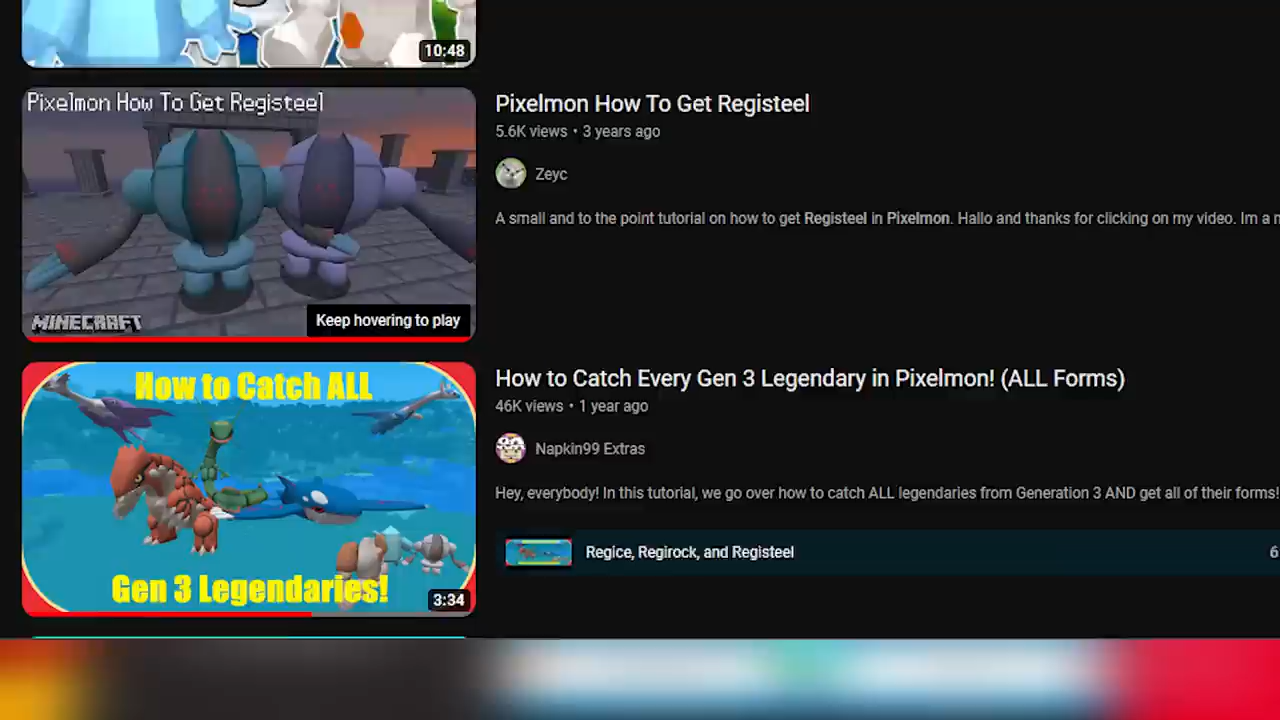 10:48
Pixelmon How To Get Registeel
MINECRAFT
Keep hovering to play
Pixelmon How To Get Registeel
5.6K views • 3 years ago
Zeyc
A small and to the point tutorial on how to get Registeel in Pixelmon. Hallo and thanks for clicking on my video. Im a
How to Catch ALL
Gen 3 Legendaries!
3:34
How to Catch Every Gen 3 Legendary in Pixelmon! (ALL Forms)
46K views • 1 year ago
Napkin99 Extras
Hey, everybody! In this tutorial, we go over how to catch ALL legendaries from Generation 3 AND get all of their forms!
Regice, Regirock, and Registeel
6